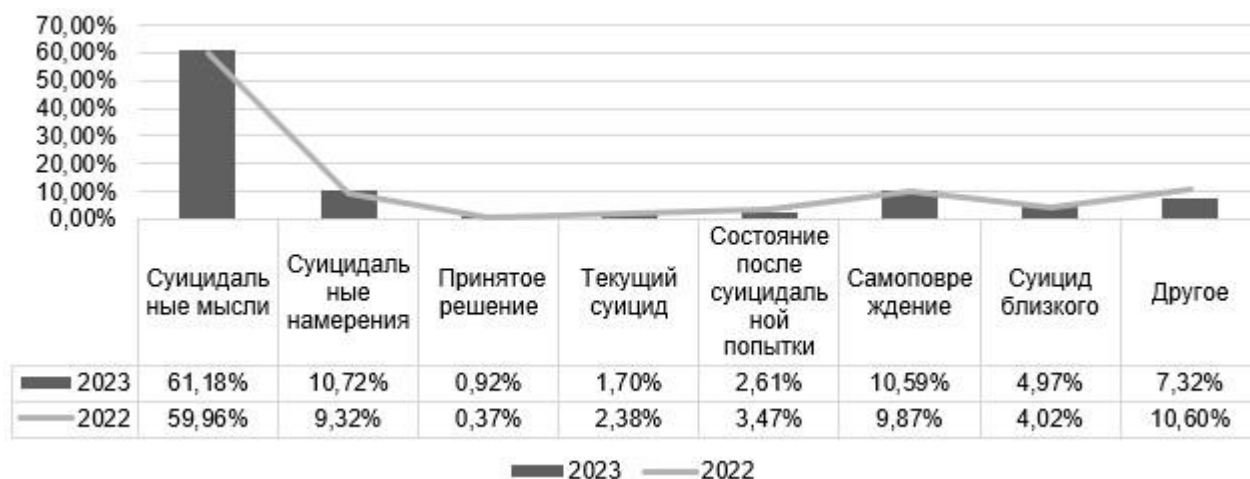 70,00%
60,00%
50,00%
40,00%
30,00%
20,00%
10,00%
0,00%
Суицидаль
ные мысли
Суицидаль
ные
намерения
Принятое
решение
Текущий
суицид
Состояние
после
суицидаль
ной
попытки
Самоповре
ждение
Суицид
близкого
Другое
2023 61,18% 10,72% 0,92% 1,70% 2,61% 10,59% 4,97% 7,32%
2022 59,96% 9,32% 0,37% 2,38% 3,47% 9,87% 4,02% 10,60%
2023 2022